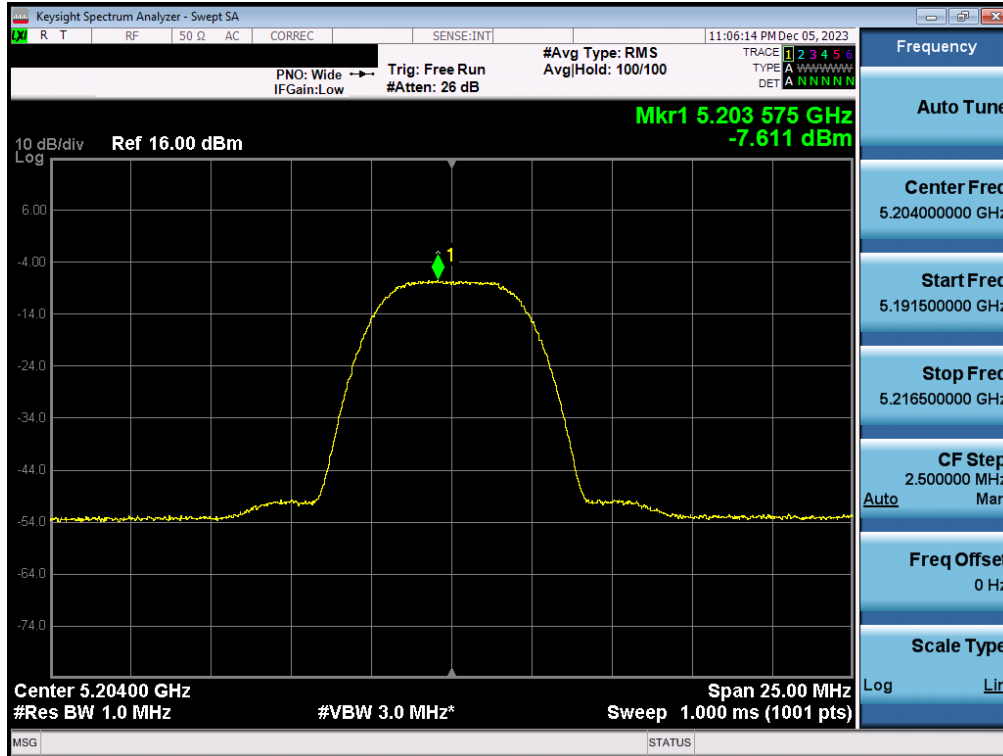 Keysight Spectrum Analyzer - Swept SA
LXI R T RF 50 Ω AC CORREC SENSE:INT 11:06:14 PM Dec 05, 2023
PNO: Wide
IFGain:Low
Trig: Free Run
#Atten: 26 dB
#Avg Type: RMS
Avg|Hold: 100/100
TRACE 1 2 3 4 5 6
TYPE A WWWWW
DET A N N N N N
Mkr1 5.203 575 GHz
-7.611 dBm
10 dB/div Ref 16.00 dBm
Log
6.00
1
-4.00
-14.0
-24.0
-34.0
-44.0
-54.0
-64.0
-74.0
Center 5.20400 GHz Span 25.00 MHz
#Res BW 1.0 MHz #VBW 3.0 MHz* Sweep 1.000 ms (1001 pts)
MSG STATUS
Frequency
Auto Tune
Center Freq
5.204000000 GHz
Start Freq
5.191500000 GHz
Stop Freq
5.216500000 GHz
CF Step
2.500000 MHz
Auto Man
Freq Offset
0 Hz
Scale Type
Log Lin